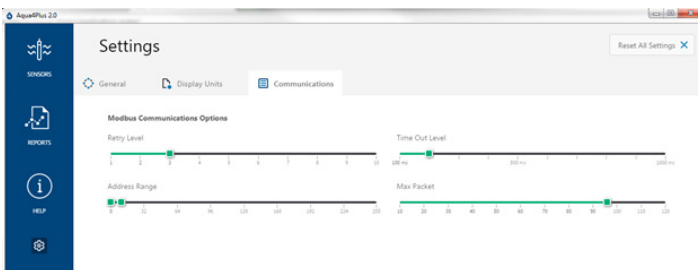 Aqua4Plus 2.0
Settings
Reset All Settings
SENSORS
General
Display Units
Communications
REPORTS
Modbus Communications Options
Retry Level
1 2 3 4 5 6 7 8 9 10
Time Out Level
100 ms 500 ms 1000 ms
HELP
Address Range
0 32 64 96 128 160 192 224 255
Max Packet
10 20 30 40 50 60 70 80 90 100 110 120